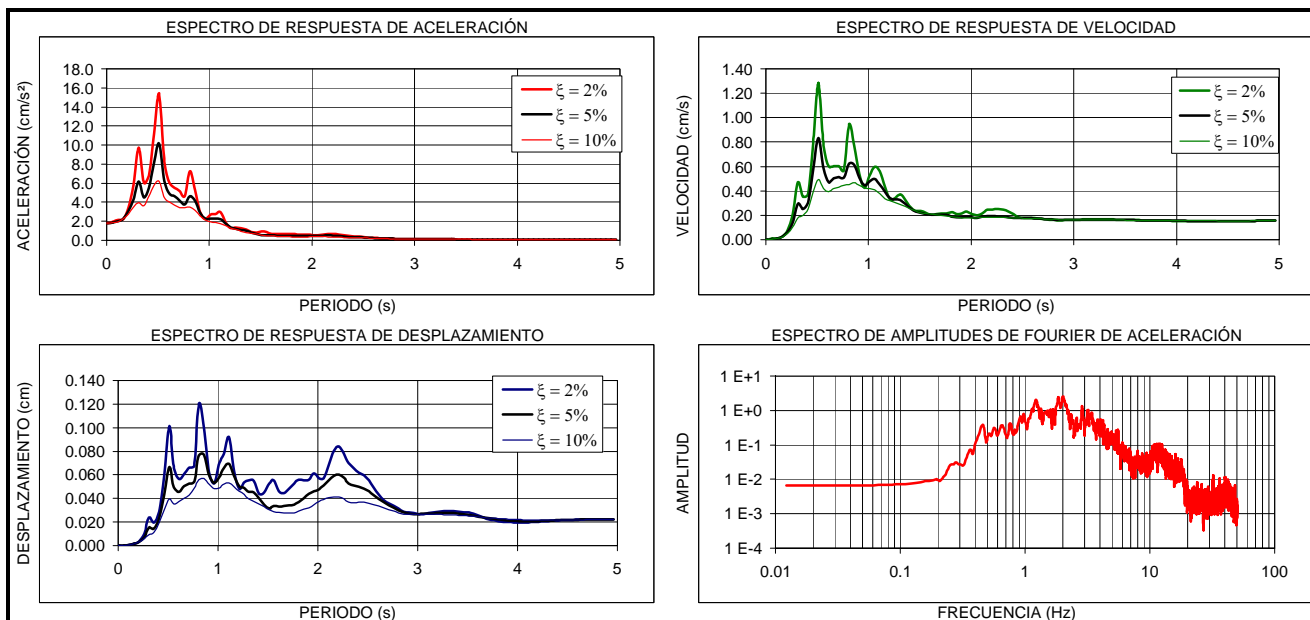 ESPECTRO DE RESPUESTA DE ACELERACIÓN
ACELERACIÓN (cm/s²)
18.0
16.0
14.0
12.0
10.0
8.0
6.0
4.0
2.0
0.0
ξ = 2%
ξ = 5%
ξ = 10%
0 1 2 3 4 5
PERIODO (s)
ESPECTRO DE RESPUESTA DE VELOCIDAD
VELOCIDAD (cm/s)
1.40
1.20
1.00
0.80
0.60
0.40
0.20
0.00
ξ = 2%
ξ = 5%
ξ = 10%
0 1 2 3 4 5
PERIODO (s)
ESPECTRO DE RESPUESTA DE DESPLAZAMIENTO
DESPLAZAMIENTO (cm)
0.140
0.120
0.100
0.080
0.060
0.040
0.020
0.000
ξ = 2%
ξ = 5%
ξ = 10%
0 1 2 3 4 5
PERIODO (s)
ESPECTRO DE AMPLITUDES DE FOURIER DE ACELERACIÓN
AMPLITUD
1 E+1
1 E+0
1 E-1
1 E-2
1 E-3
1 E-4
0.01 0.1 1 10 100
FRECUENCIA (Hz)